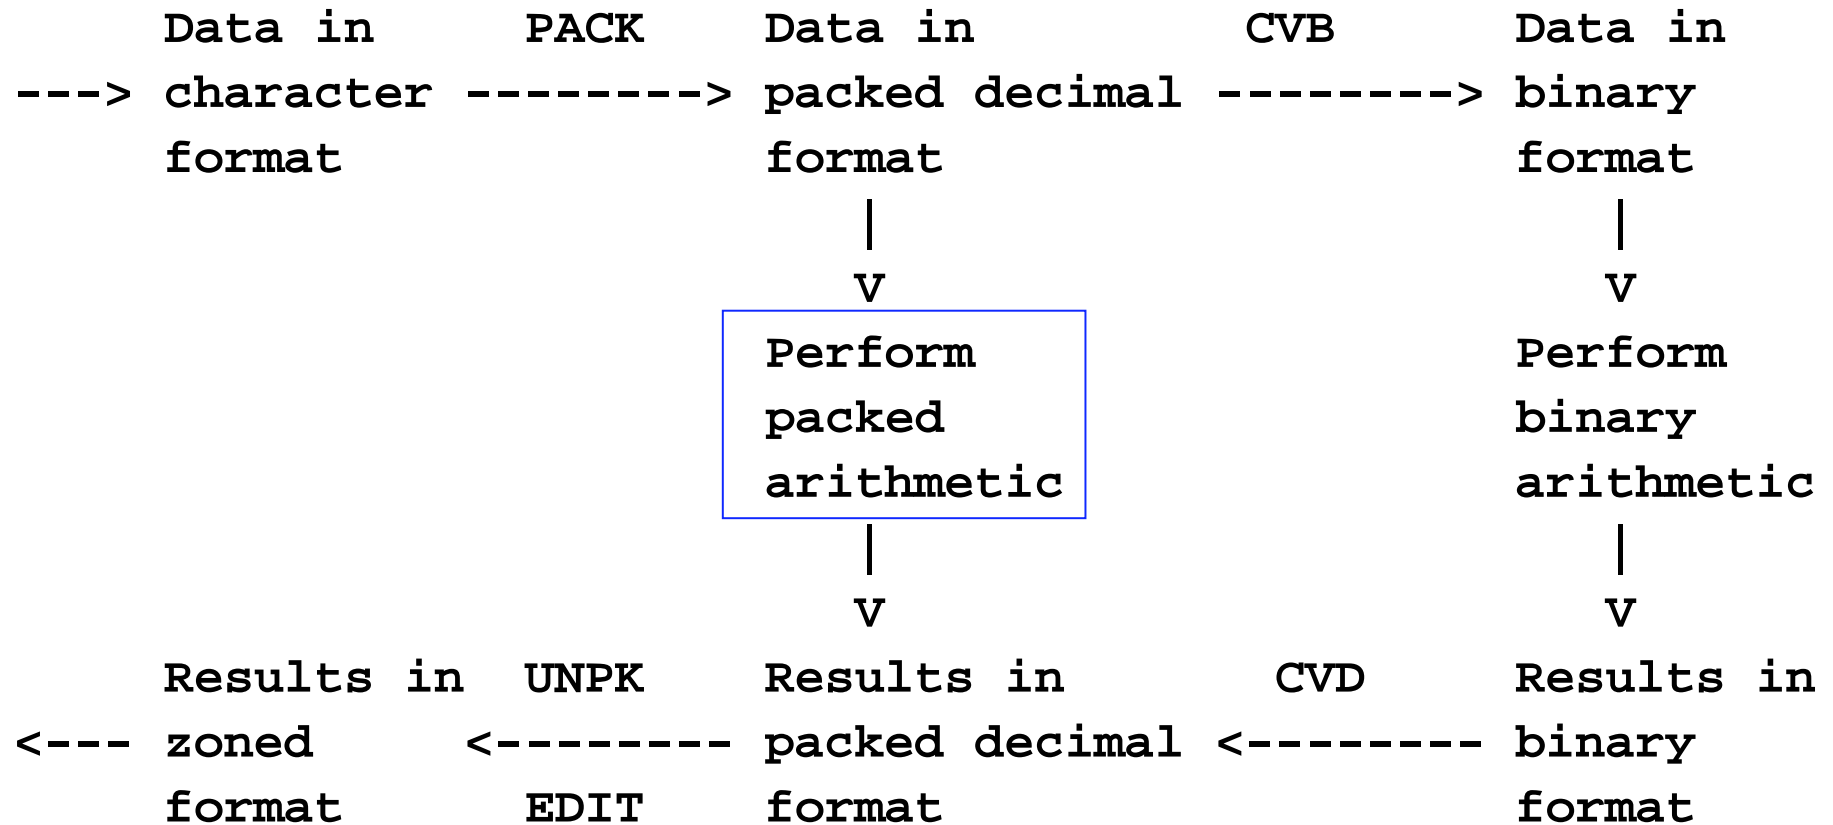 Data in     PACK    Data in         CVB      Data in
---> character --------> packed decimal --------> binary
format              format                   format
|                        |
v                        v
Perform                  Perform
packed                   binary
arithmetic               arithmetic
|                        |
v                        v
Results in  UNPK    Results in       CVD     Results in
<--- zoned     <-------- packed decimal <-------- binary
format      EDIT    format                   format